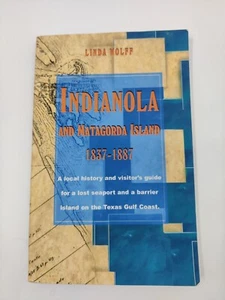 LINDA WOLFF
INDIANOLA
AND MATAGORDA ISLAND
1837-1887
A local history and visitor's guide
for a lost seaport and a barrier
island on the Texas Gulf Coast.